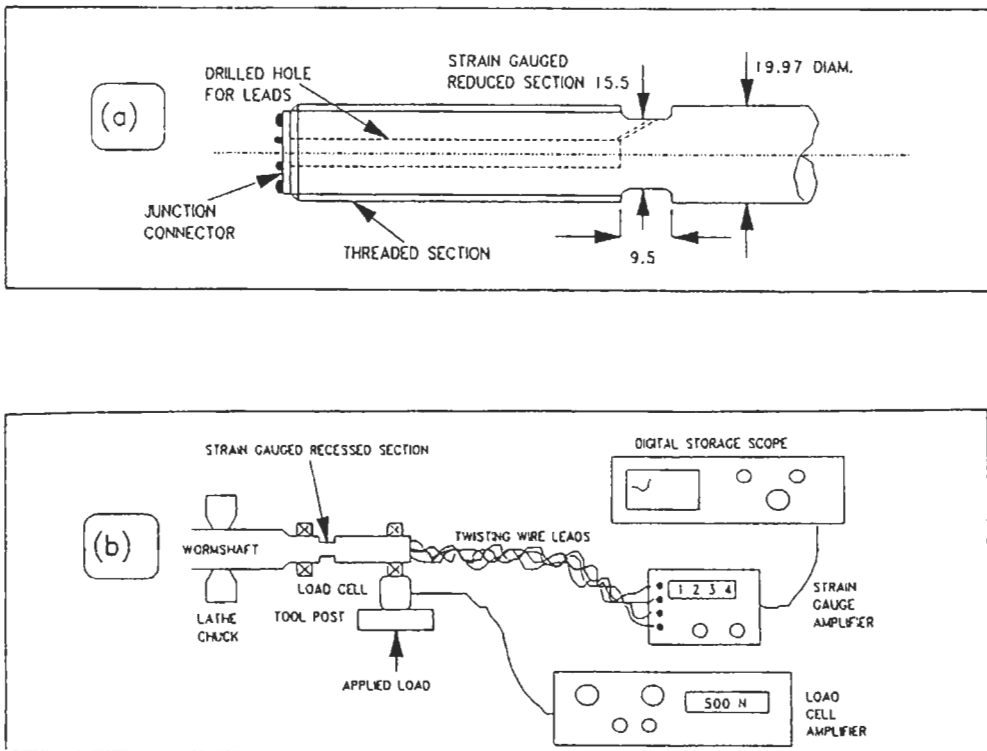 (a)
DRILLED HOLE
FOR LEADS
STRAIN GAUGED
REDUCED SECTION 15.5
19.97 DIAM.
JUNCTION
CONNECTOR
THREADED SECTION
9.5
(b)
STRAIN GAUGED RECESSED SECTION
DIGITAL STORAGE SCOPE
WORMSHAFT
TWISTING WIRE LEADS
LOAD CELL
TOOL POST
LATHE
CHUCK
1 2 3 4
STRAIN
GAUGE
AMPLIFIER
APPLIED LOAD
500 N
LOAD
CELL
AMPLIFIER